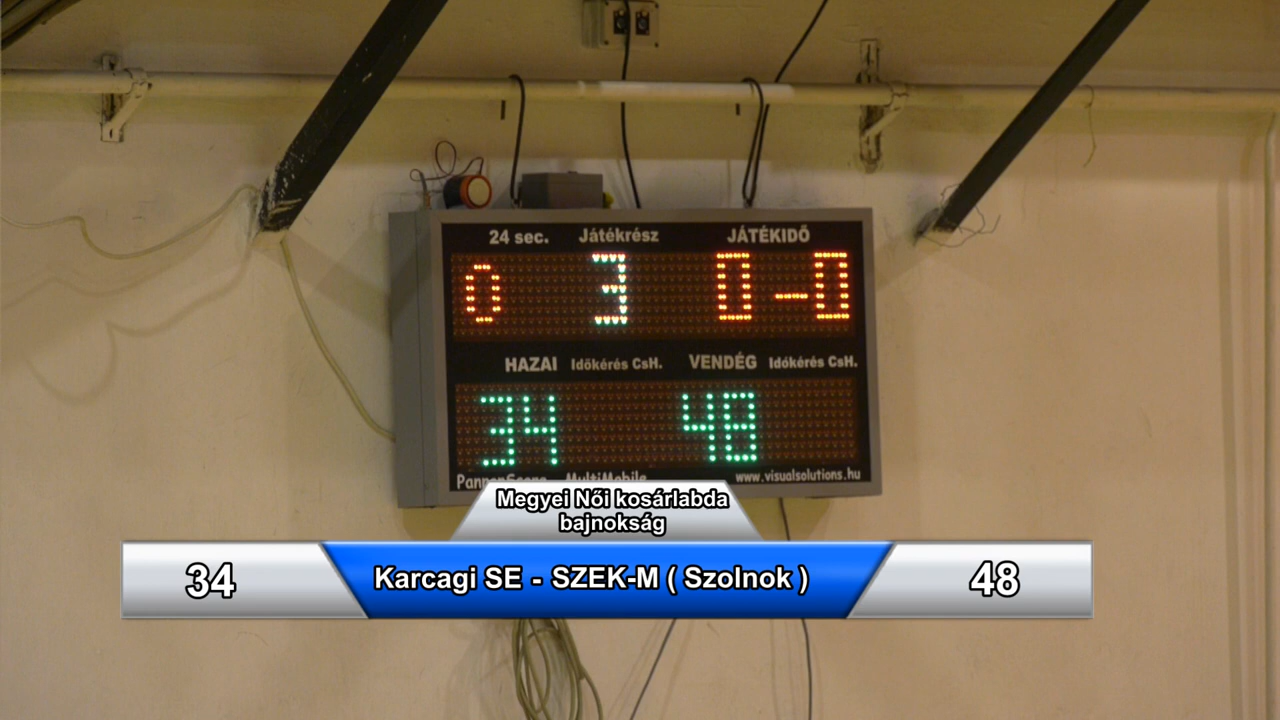 24 sec. Játékrész JÁTÉKIDŐ
0 3 0-0
HAZAI Időkérés CsH. VENDÉG Időkérés CsH.
34 48
MultiMobile www.visualsolutions.hu
Megyei Női kosárlabda
bajnokság
34 Karcagi SE - SZEK-M ( Szolnok ) 48